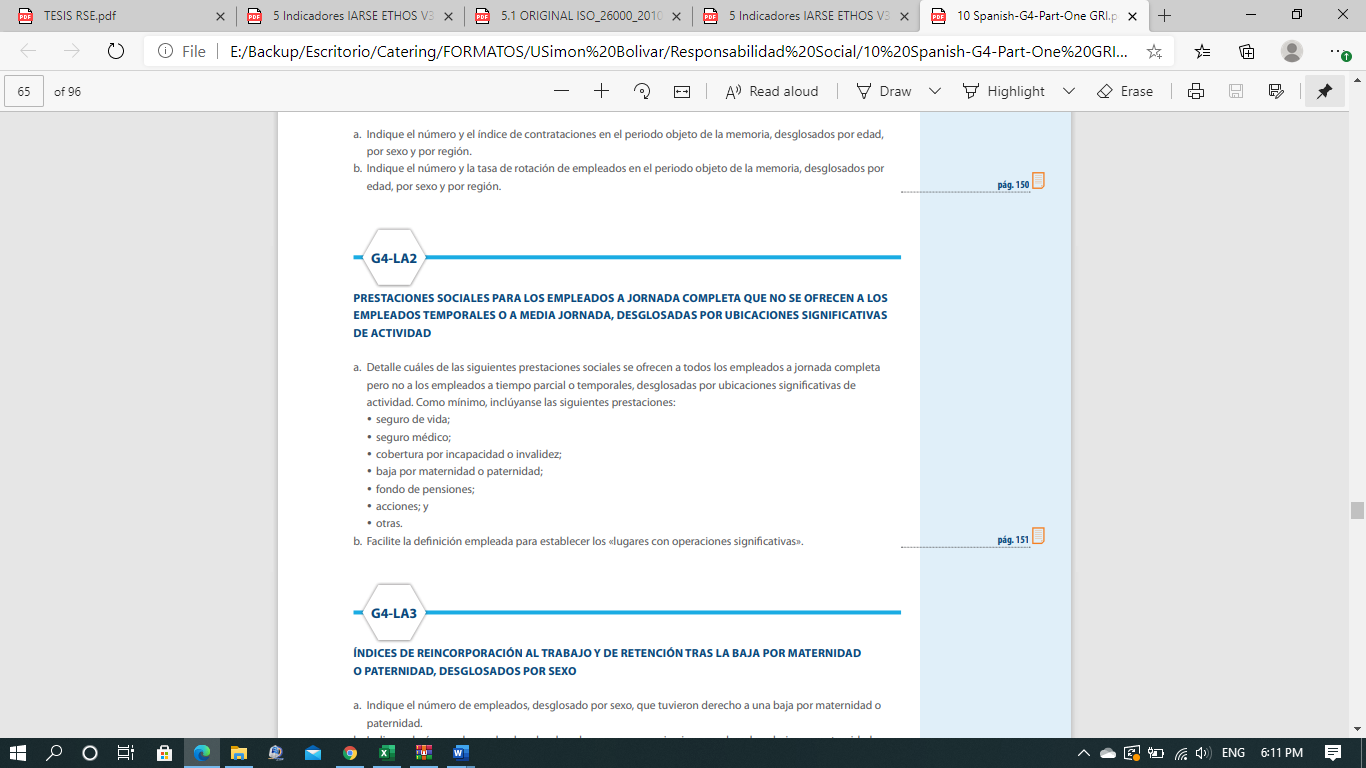 TESIS RSE.pdf
5 Indicadores IARSE ETHOS V3
5.1 ORIGINAL ISO_26000_2010
5 Indicadores IARSE ETHOS V3
10 Spanish-G4-Part-One GRI.p
File
E:/Backup/Escritorio/Catering/FORMATOS/USimon%20Bolivar/Responsabilidad%20Social/10%20Spanish-G4-Part-One%20GRI...
65 of 96
Read aloud
Draw
Highlight
Erase
a. Indique el número y el índice de contrataciones en el periodo objeto de la memoria, desglosados por edad,
por sexo y por región.
b. Indique el número y la tasa de rotación de empleados en el periodo objeto de la memoria, desglosados por
edad, por sexo y por región.
pág. 150
G4-LA2
PRESTACIONES SOCIALES PARA LOS EMPLEADOS A JORNADA COMPLETA QUE NO SE OFRECEN A LOS
EMPLEADOS TEMPORALES O A MEDIA JORNADA, DESGLOSADAS POR UBICACIONES SIGNIFICATIVAS
DE ACTIVIDAD
a. Detalle cuáles de las siguientes prestaciones sociales se ofrecen a todos los empleados a jornada completa
pero no a los empleados a tiempo parcial o temporales, desglosadas por ubicaciones significativas de
actividad. Como mínimo, inclúyanse las siguientes prestaciones:
• seguro de vida;
• seguro médico;
• cobertura por incapacidad o invalidez;
• baja por maternidad o paternidad;
• fondo de pensiones;
• acciones; y
• otras.
b. Facilite la definición empleada para establecer los «lugares con operaciones significativas».
pág. 151
G4-LA3
ÍNDICES DE REINCORPORACIÓN AL TRABAJO Y DE RETENCIÓN TRAS LA BAJA POR MATERNIDAD
O PATERNIDAD, DESGLOSADOS POR SEXO
a. Indique el número de empleados, desglosado por sexo, que tuvieron derecho a una baja por maternidad o
paternidad.
ENG
6:11 PM